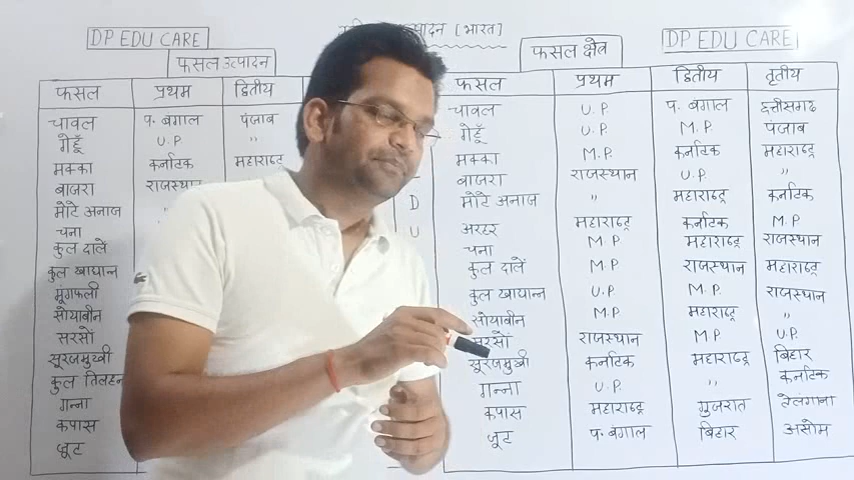 DP EDU CARE
उत्पादन [भारत]
DP EDU CARE
फसल उत्पादन
फसल क्षेत्र
फसल प्रथम द्वितीय
चावल प. बंगाल पंजाब
गेहूँ U.P "
मक्का कर्नाटक महाराष्ट्र
बाजरा राजस्थान
मोटे अनाज "
चना
कुल दालें
कुल खाद्यान्न
मूंगफली
सोयाबीन
सरसों
सूरजमुखी
कुल तिलहन
गन्ना
कपास
जूट
D
U
फसल प्रथम द्वितीय तृतीय
चावल U.P प. बंगाल छत्तीसगढ़
गेहूँ U.P. M.P. पंजाब
मक्का M.P. कर्नाटक महाराष्ट्र
बाजरा राजस्थान U.P. "
मोटे अनाज " महाराष्ट्र कर्नाटक
अरहर महाराष्ट्र कर्नाटक M.P
चना M.P. महाराष्ट्र राजस्थान
कुल दालें M.P राजस्थान महाराष्ट्र
कुल खाद्यान्न U.P. M.P. राजस्थान
सोयाबीन M.P महाराष्ट्र "
सरसों राजस्थान M.P U.P.
सूरजमुखी कर्नाटक महाराष्ट्र बिहार
गन्ना U.P. " कर्नाटक
कपास महाराष्ट्र गुजरात तेलंगाना
जूट प. बंगाल बिहार असोम